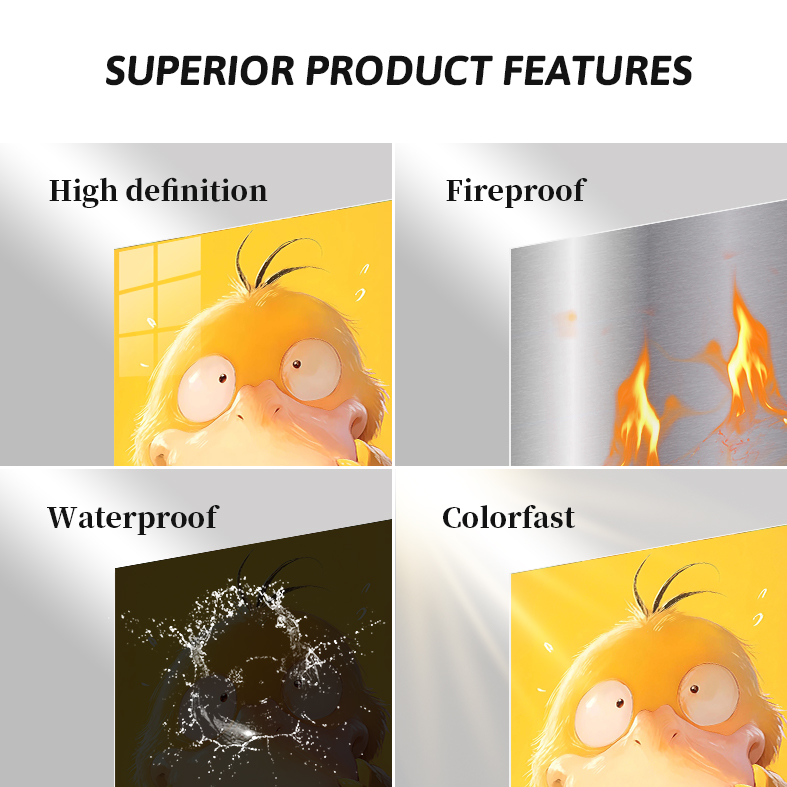 SUPERIOR PRODUCT FEATURES
High definition
Fireproof
Waterproof
Colorfast